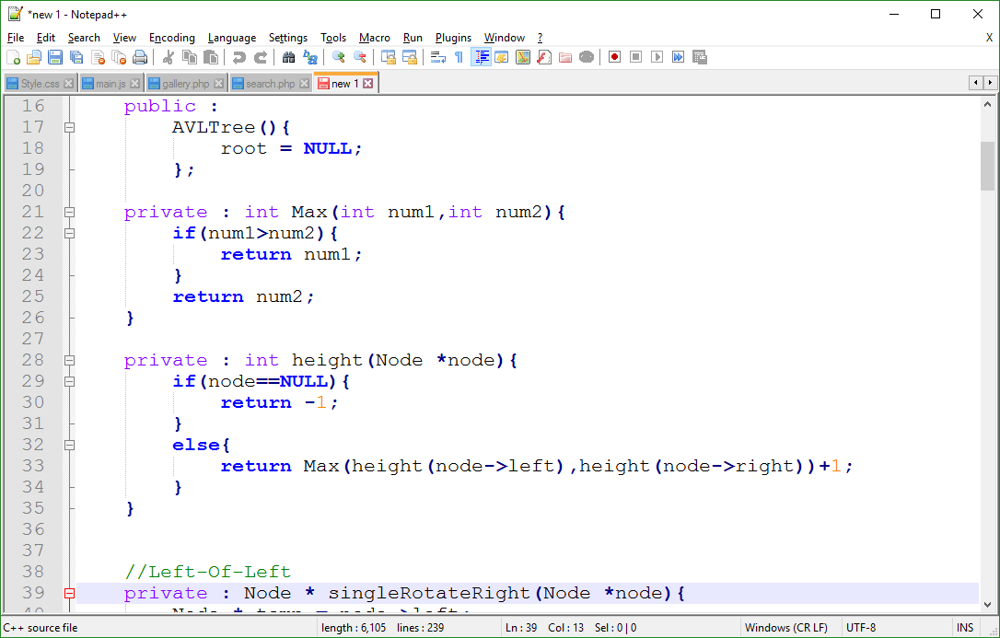 *new 1 - Notepad++
File Edit Search View Encoding Language Settings Tools Macro Run Plugins Window ? X
Style.css main.js gallery.php search.php new 1
16 public :
17 AVLTree(){
18 root = NULL;
19 };
20
21 private : int Max(int num1,int num2){
22 if(num1>num2){
23 return num1;
24 }
25 return num2;
26 }
27
28 private : int height(Node *node){
29 if(node==NULL){
30 return -1;
31 }
32 else{
33 return Max(height(node->left),height(node->right))+1;
34 }
35 }
36
37
38 //Left-Of-Left
39 private : Node * singleRotateRight(Node *node){
40 Node * temp = node->left;
C++ source file length : 6,105 lines : 239 Ln : 39 Col : 13 Sel : 0 | 0 Windows (CR LF) UTF-8 INS